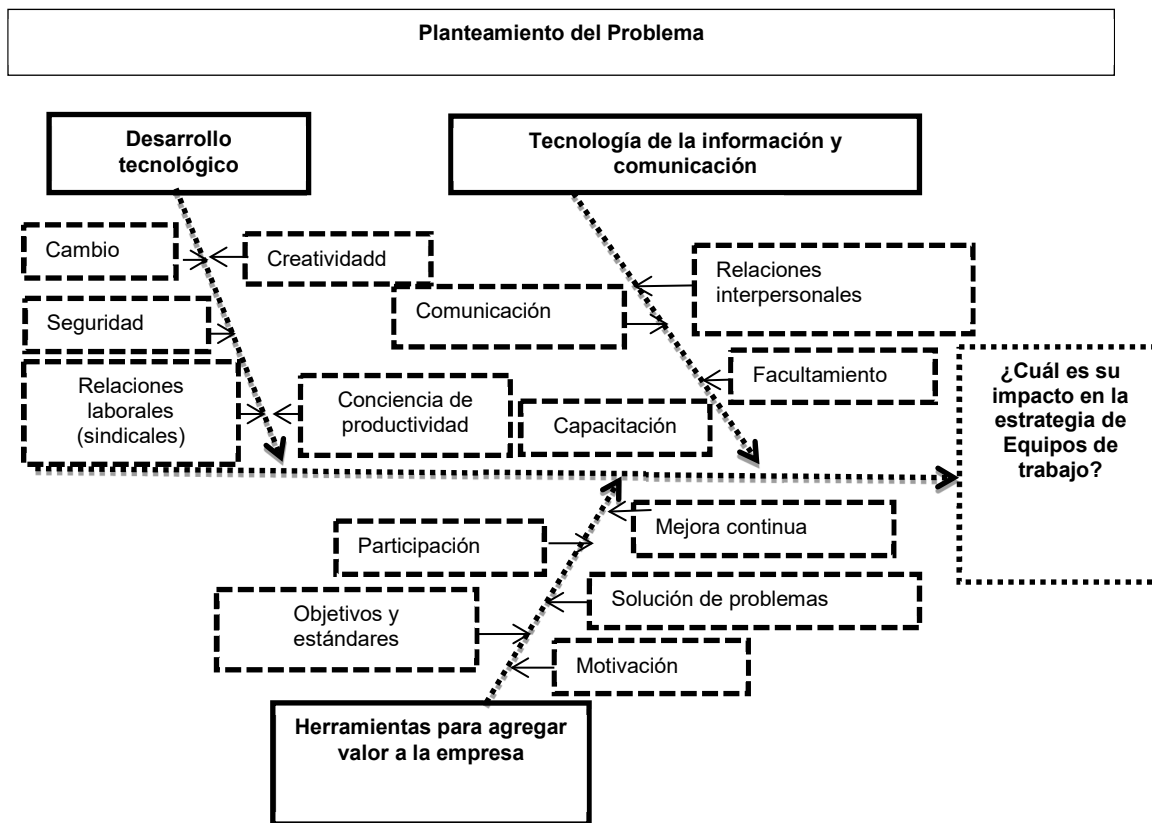 Planteamiento del Problema
Desarrollo
tecnológico
Tecnología de la información y
comunicación
Cambio
Creatividadd
Relaciones
interpersonales
Comunicación
Seguridad
Relaciones
laborales
(sindicales)
Conciencia de
productividad
Capacitación
Facultamiento
¿Cuál es su
impacto en la
estrategia de
Equipos de
trabajo?
Mejora continua
Participación
Solución de problemas
Objetivos y
estándares
Motivación
Herramientas para agregar
valor a la empresa